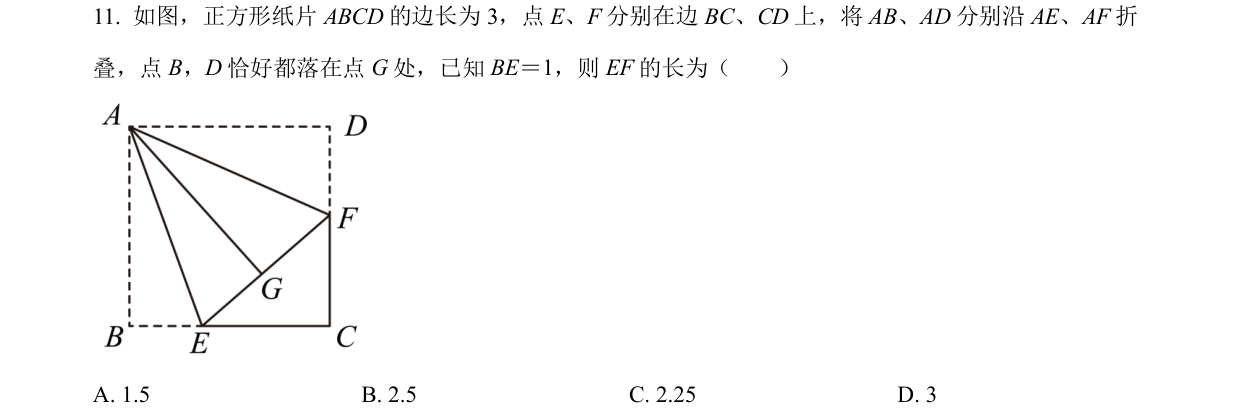 11. 如图，正方形纸片 ABCD 的边长为 3，点 E、F 分别在边 BC、CD 上，将 AB、AD 分别沿 AE、AF 折
叠，点 B，D 恰好都落在点 G 处，已知 BE＝1，则 EF 的长为（　　）
A
D
F
G
B
E
C
A. 1.5 B. 2.5 C. 2.25 D. 3